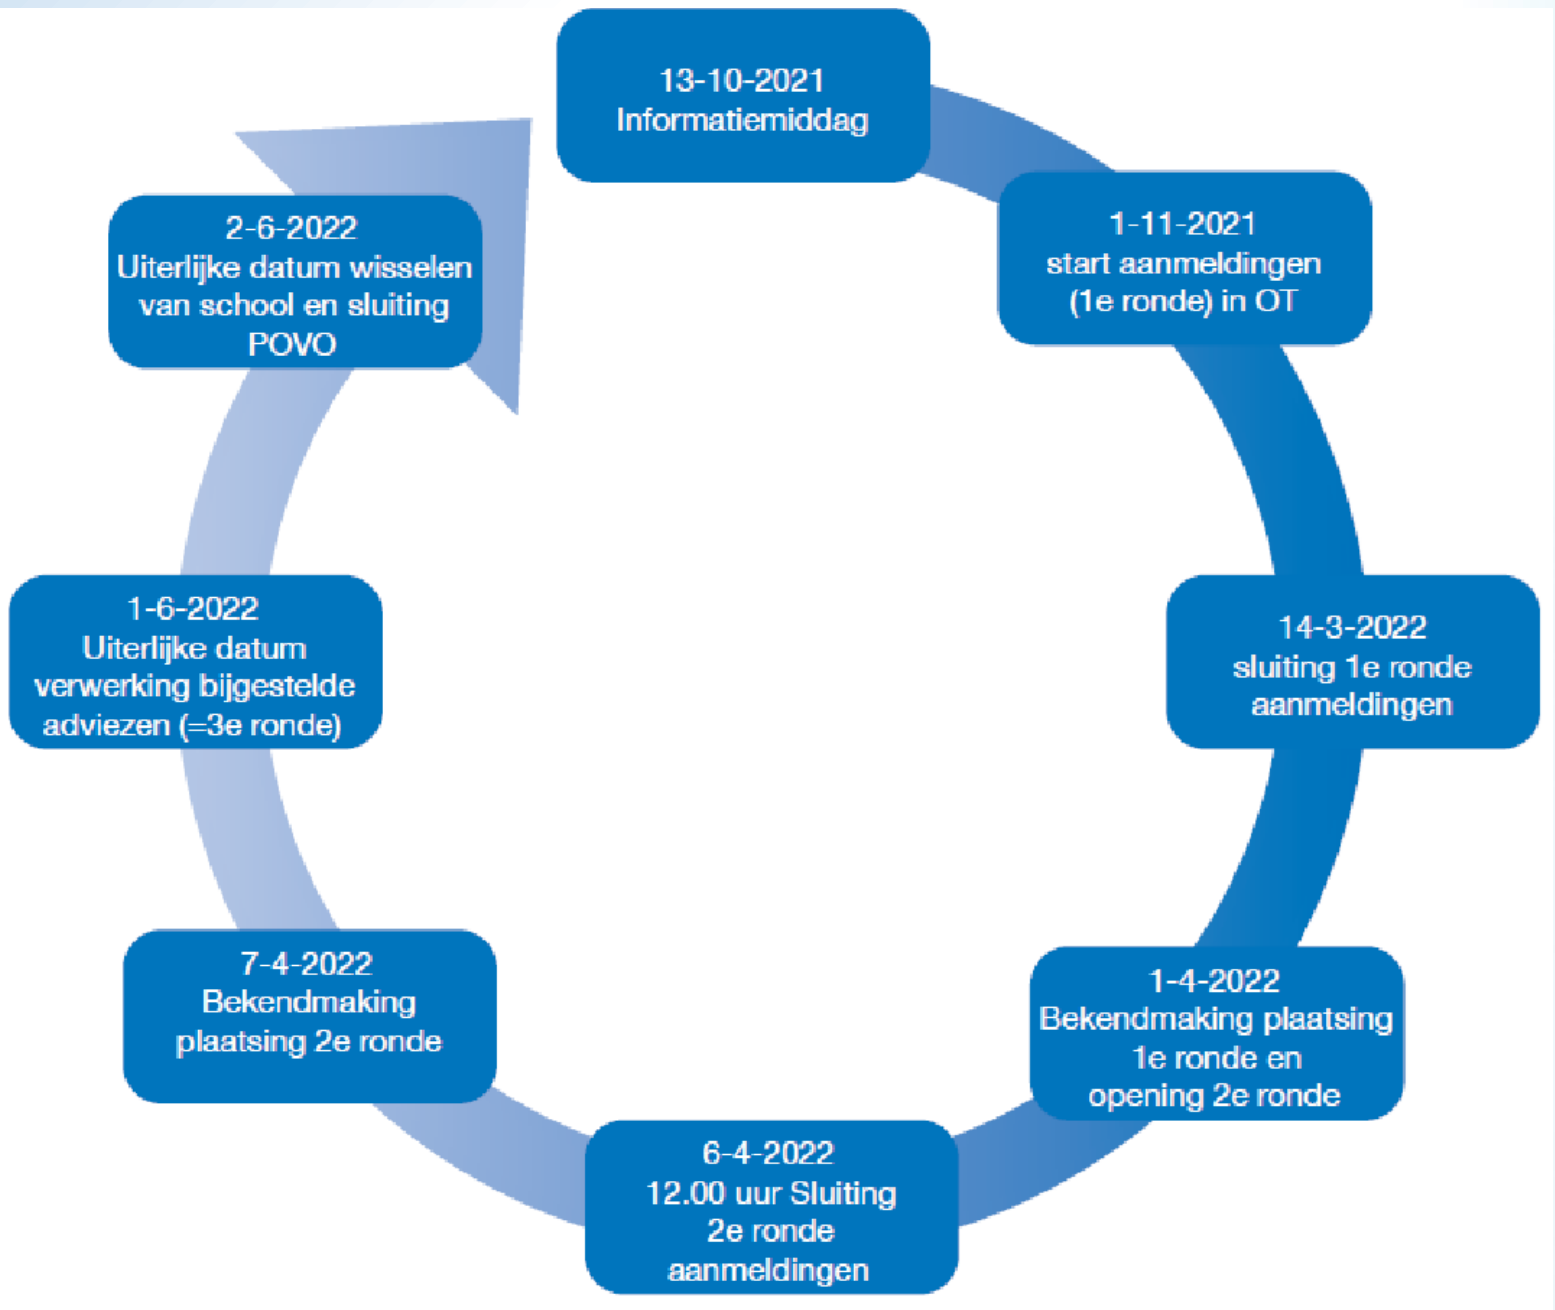 13-10-2021
Informatiemiddag
1-11-2021
start aanmeldingen
(1e ronde) in OT
14-3-2022
sluiting 1e ronde
aanmeldingen
1-4-2022
Bekendmaking plaatsing
1e ronde en
opening 2e ronde
6-4-2022
12.00 uur Sluiting
2e ronde
aanmeldingen
7-4-2022
Bekendmaking
plaatsing 2e ronde
1-6-2022
Uiterlijke datum
verwerking bijgestelde
adviezen (=3e ronde)
2-6-2022
Uiterlijke datum wisselen
van school en sluiting
POVO